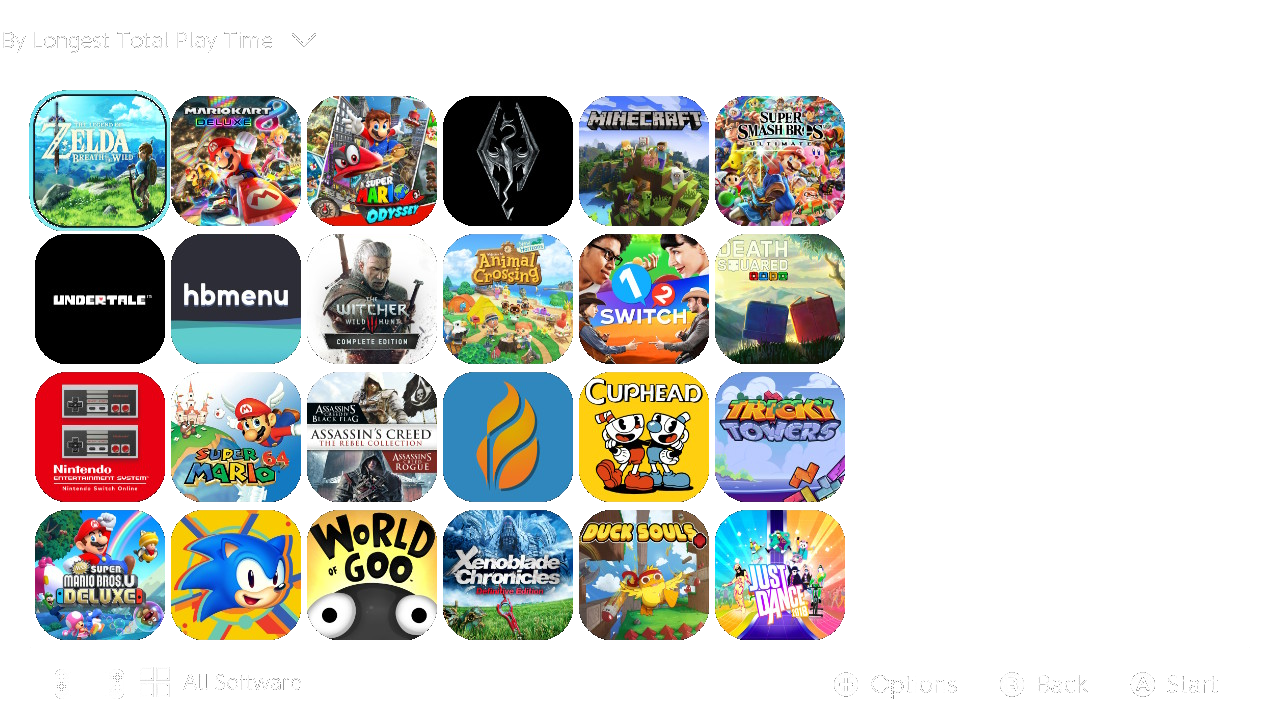 By Longest Total Play Time
THE LEGEND OF
ZELDA
BREATH OF THE WILD
MARIOKART 8
DELUXE
SUPER
MARIO
ODYSSEY
MINECRAFT
SUPER
SMASH BROS
ULTIMATE
UNDERTALE
hbmenu
THE
WITCHER
WILD HUNT
COMPLETE EDITION
Animal
Crossing
Horizons
1 2
SWITCH
DEATH
SQUARED
Nintendo
ENTERTAINMENT SYSTEM
Nintendo Switch Online
SUPER
MARIO 64
ASSASSIN'S
CREED
BLACK FLAG
ASSASSIN'S CREED
THE REBEL COLLECTION
ASSASSIN'S
CREED
ROGUE
CUPHEAD
TRICKY
TOWERS
NEW
SUPER
MARIO BROS. U
DELUXE
WORLD
OF GOO
Xenoblade
Chronicles
Definitive Edition
DUCK SOULS
JUST
DANCE
2019
All Software
Options
B Back
A Start